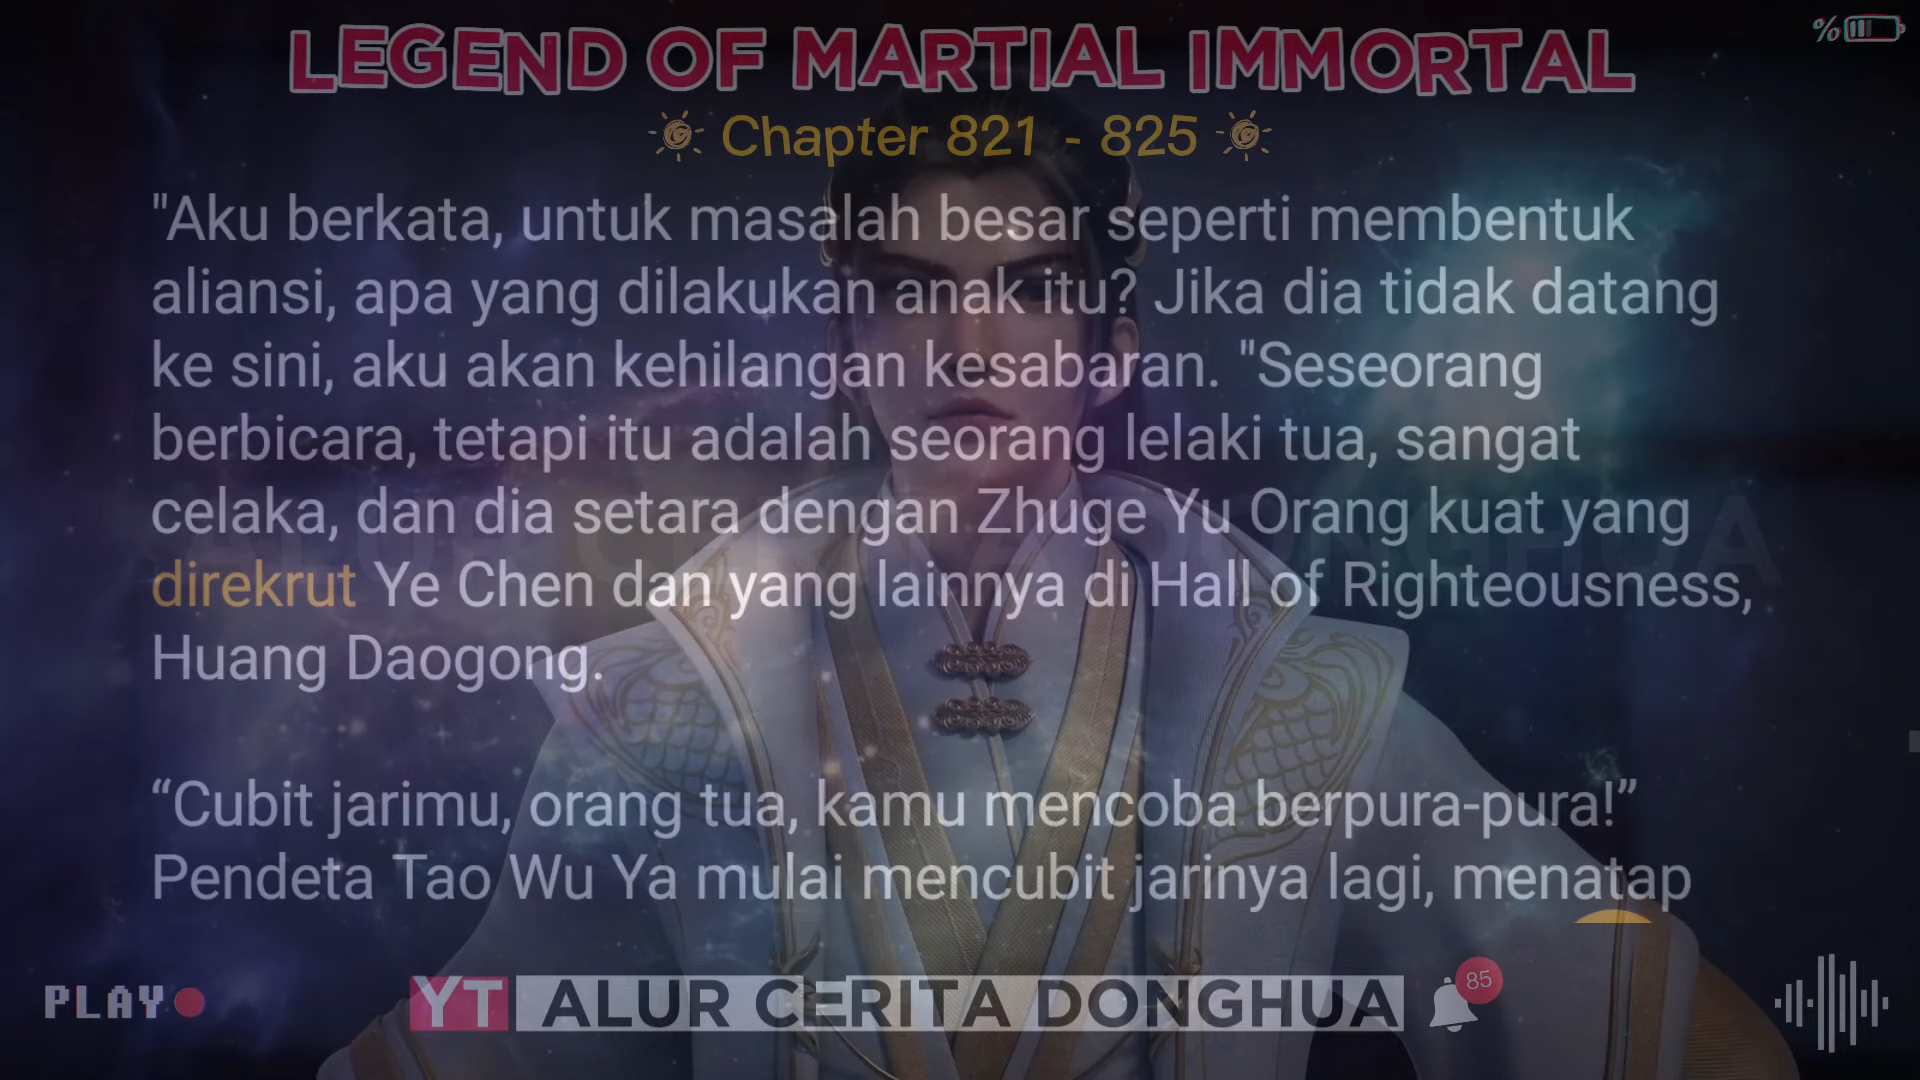 LEGEND OF MARTIAL IMMORTAL
%
Chapter 821 - 825
"Aku berkata, untuk masalah besar seperti membentuk
aliansi, apa yang dilakukan anak itu? Jika dia tidak datang
ke sini, aku akan kehilangan kesabaran. "Seseorang
berbicara, tetapi itu adalah seorang lelaki tua, sangat
celaka, dan dia setara dengan Zhuge Yu Orang kuat yang
direkrut Ye Chen dan yang lainnya di Hall of Righteousness,
Huang Daogong.
“Cubit jarimu, orang tua, kamu mencoba berpura-pura!”
Pendeta Tao Wu Ya mulai mencubit jarinya lagi, menatap
PLAY
YT ALUR CERITA DONGHUA
85
ALUR CERITA DONGHUA